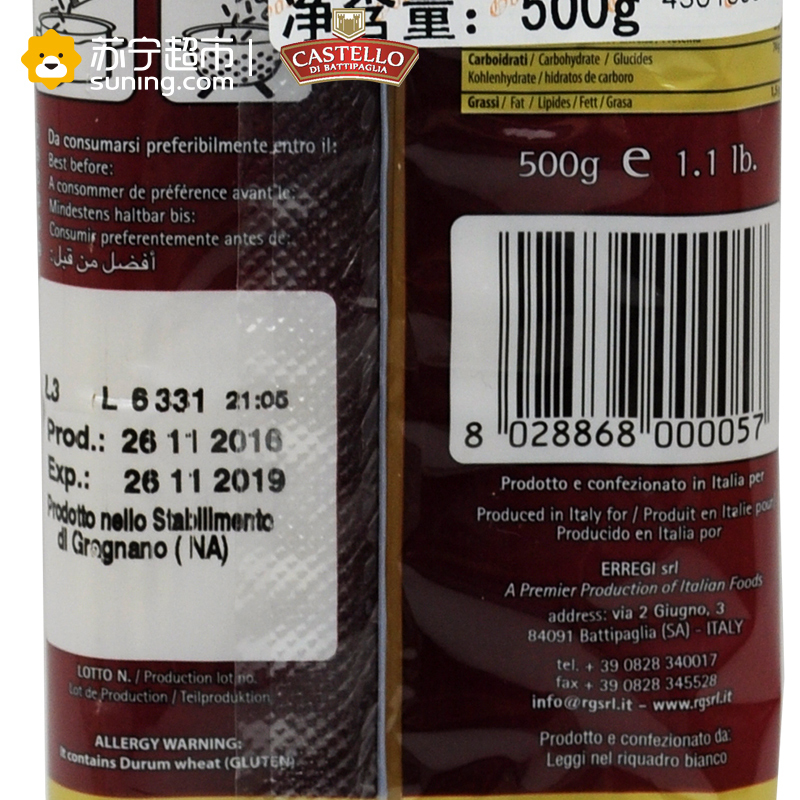 净含量: 500g
苏宁超市
suning.com
CASTELLO
DI BATTIPAGLIA
Carboidrati / Carbohydrate / Glucides
Kohlenhydrate / hidratos de carboro
Grassi / Fat / Lipides / Fett / Grasa
500g e 1.1 lb.
Da consumarsi preferibilmente entro il:
Best before:
A consommer de préférence avant le:
Mindestens haltbar bis:
Consumir preferentemente antes de:
أفضل من قبل:
L3 L 6331 21:05
Prod.: 26 11 2016
Exp.: 26 11 2019
Prodotto nello Stabilimento
di Gragnano (NA)
LOTTO N. / Production lot no.
Lot de Production / Teilproduktion
ALLERGY WARNING:
It contains Durum wheat (GLUTEN)
8 028868 000057
Prodotto e confezionato in Italia per
Produced in Italy for / Produit en Italie pour
Producido en Italia por
ERREGI srl
A Premier Production of Italian Foods
address: via 2 Giugno, 3
84091 Battipaglia (SA) - ITALY
tel. + 39 0828 340017
fax + 39 0828 345528
info@rgsrl.it - www.rgsrl.it
Prodotto e confezionato da:
Leggi nel riquadro bianco